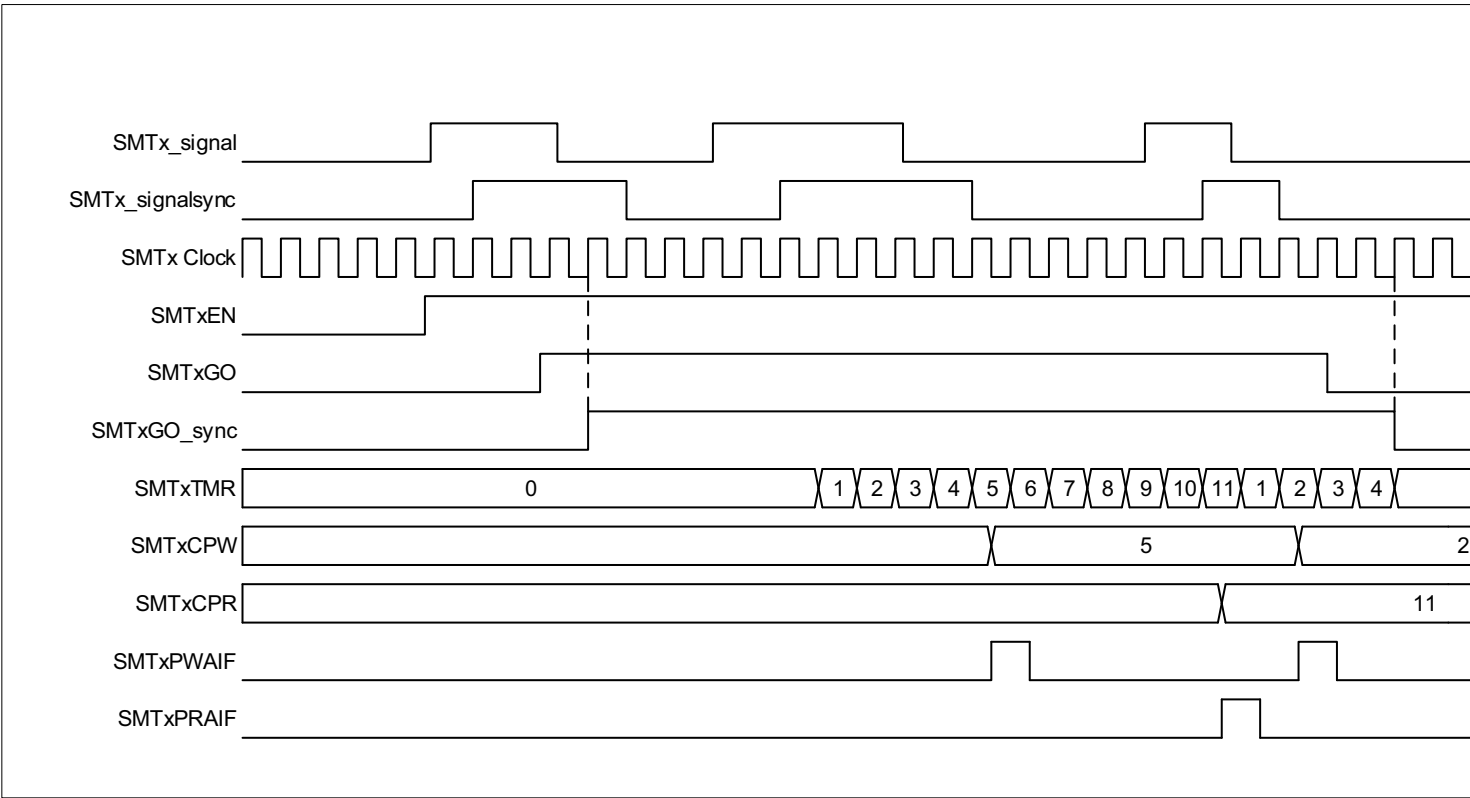 SMTx_signal
SMTx_signalsync
SMTx Clock
SMTxEN
SMTxGO
SMTxGO_sync
SMTxTMR 0 1 2 3 4 5 6 7 8 9 10 11 1 2 3 4
SMTxCPW 5 2
SMTxCPR 11
SMTxPWAIF
SMTxPRAIF